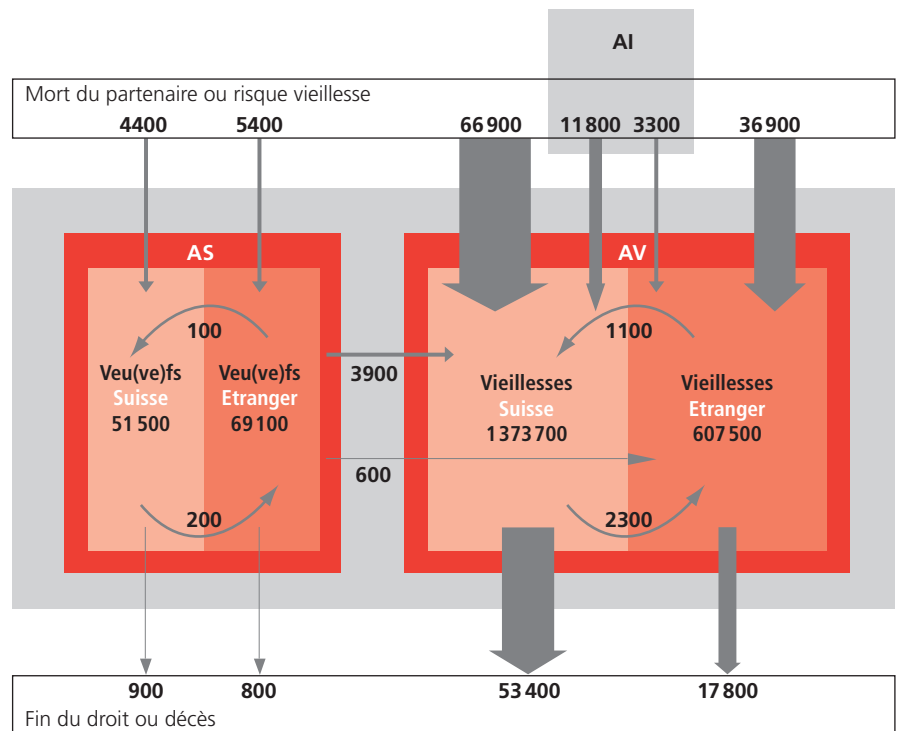 AI
Mort du partenaire ou risque vieillesse
4400 5400 66 900 11 800 3300 36 900
AS AV
100 1100
3900
Veu(ve)fs
Suisse
51 500
Veu(ve)fs
Etranger
69 100
Vieillesses
Suisse
1 373 700
Vieillesses
Etranger
607 500
600
200 2300
900 800 53 400 17 800
Fin du droit ou décès